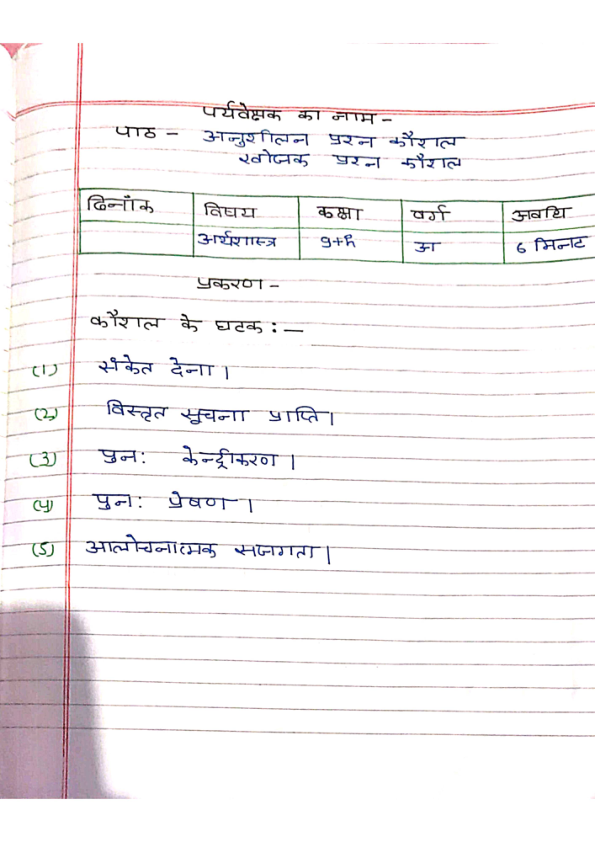 पर्यवेक्षक का नाम -
पाठ - अनुशीलन प्रश्न कौशल
खोजक प्रश्न कौशल
दिनाँक विषय कक्षा वर्ग अवधि
अर्थशास्त्र 9th अ 6 मिनट
प्रकरण -
कौशल के घटक : -
(1) संकेत देना।
(2) विस्तृत सूचना प्राप्ति।
(3) पुन: केन्द्रीकरण।
(4) पुन: प्रेषण।
(5) आलोचनात्मक सजगता।